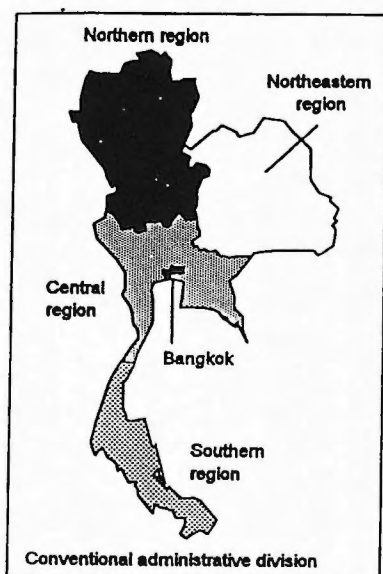 Northern region
Northeastern
region
Central
region
Bangkok
Southern
region
Conventional administrative division